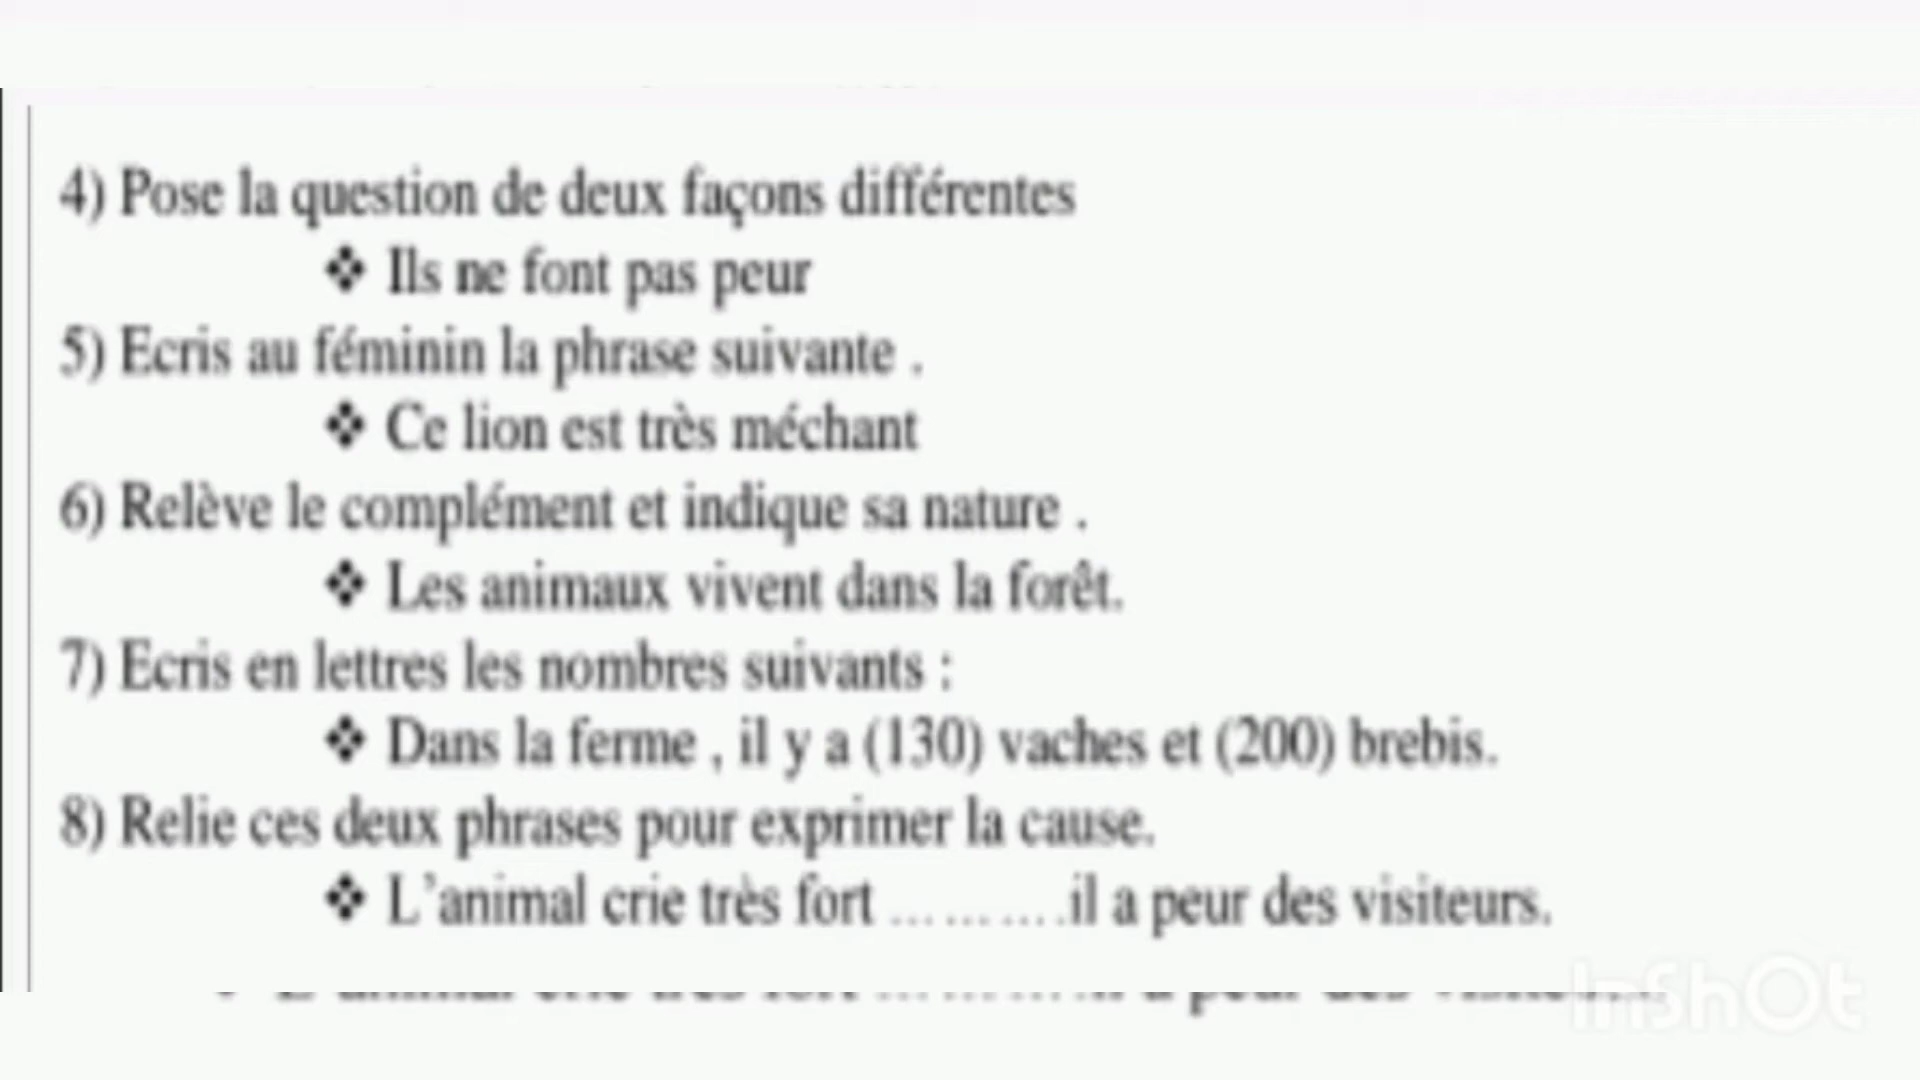 4) Pose la question de deux façons différentes
❖ Ils ne font pas peur
5) Ecris au féminin la phrase suivante .
❖ Ce lion est très méchant
6) Relève le complément et indique sa nature .
❖ Les animaux vivent dans la forêt.
7) Ecris en lettres les nombres suivants :
❖ Dans la ferme , il y a (130) vaches et (200) brebis.
8) Relie ces deux phrases pour exprimer la cause.
❖ L'animal crie très fort ……….il a peur des visiteurs.
InShOt